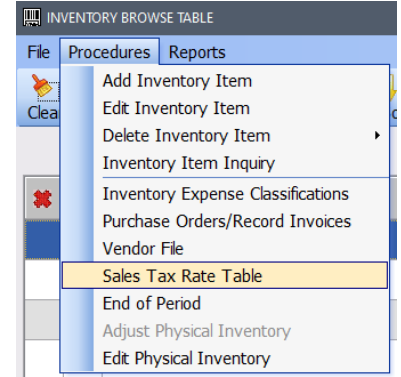 INVENTORY BROWSE TABLE
File Procedures Reports
Clea
Add Inventory Item
Edit Inventory Item
Delete Inventory Item
Inventory Item Inquiry
Inventory Expense Classifications
Purchase Orders/Record Invoices
Vendor File
Sales Tax Rate Table
End of Period
Adjust Physical Inventory
Edit Physical Inventory